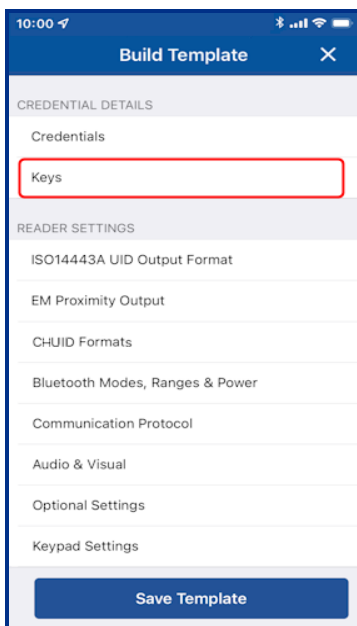 10:00
Build Template
CREDENTIAL DETAILS
Credentials
Keys
READER SETTINGS
ISO14443A UID Output Format
EM Proximity Output
CHUID Formats
Bluetooth Modes, Ranges & Power
Communication Protocol
Audio & Visual
Optional Settings
Keypad Settings
Save Template